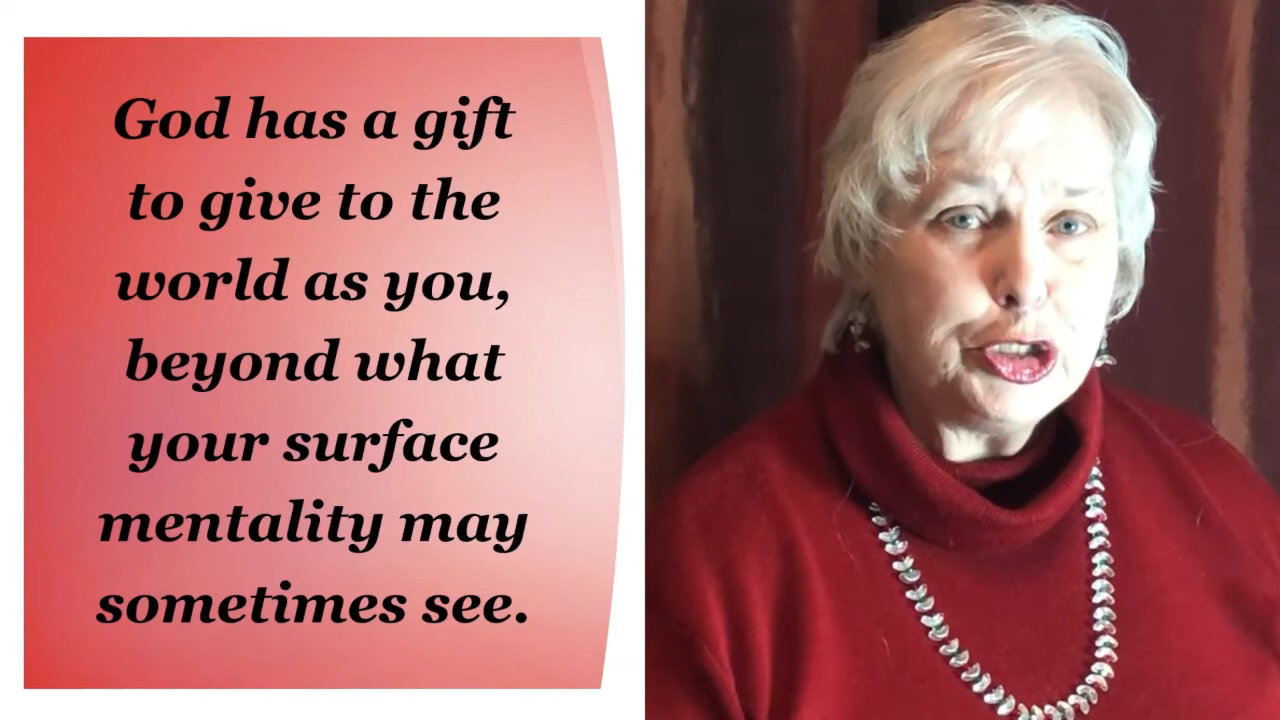 God has a gift
to give to the
world as you,
beyond what
your surface
mentality may
sometimes see.